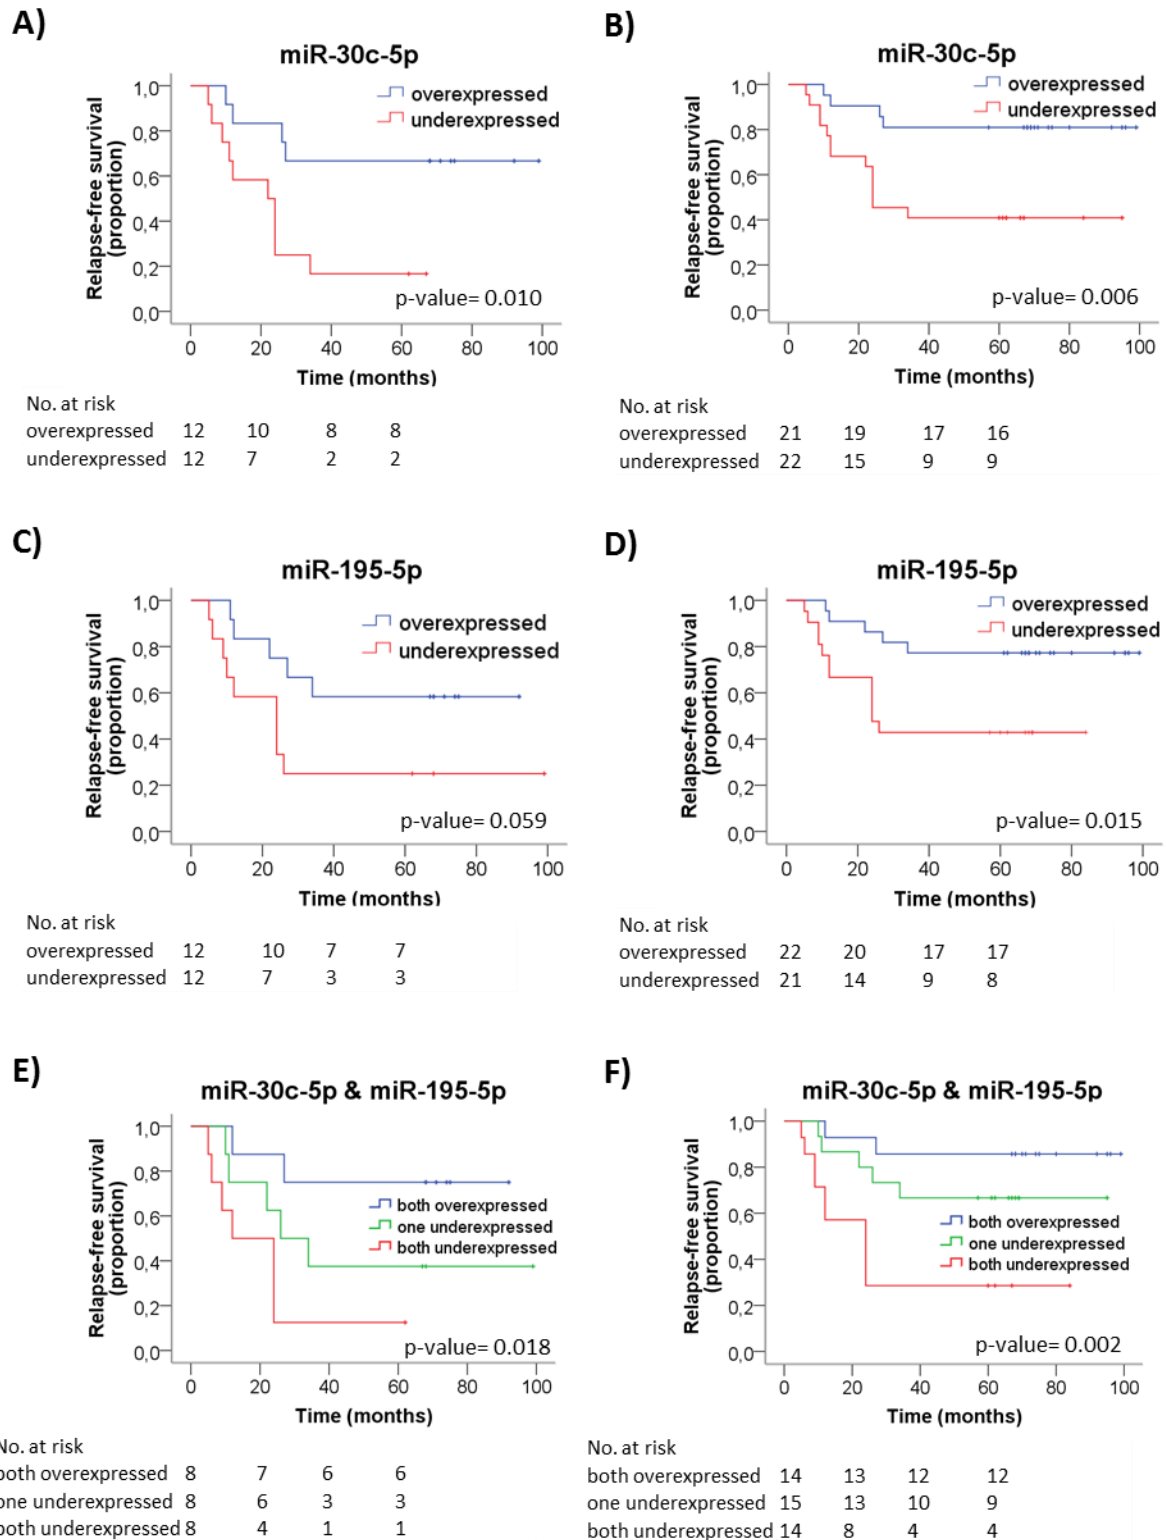 A)
miR-30c-5p
overexpressed
underexpressed
Relapse-free survival
(proportion)
1,0
0,8
0,6
0,4
0,2
0,0
p-value= 0.010
0 20 40 60 80 100
Time (months)
No. at risk
overexpressed 12 10 8 8
underexpressed 12 7 2 2
B)
miR-30c-5p
overexpressed
underexpressed
Relapse-free survival
(proportion)
1,0
0,8
0,6
0,4
0,2
0,0
p-value= 0.006
0 20 40 60 80 100
Time (months)
No. at risk
overexpressed 21 19 17 16
underexpressed 22 15 9 9
C)
miR-195-5p
overexpressed
underexpressed
Relapse-free survival
(proportion)
1,0
0,8
0,6
0,4
0,2
0,0
p-value= 0.059
0 20 40 60 80 100
Time (months)
No. at risk
overexpressed 12 10 7 7
underexpressed 12 7 3 3
D)
miR-195-5p
overexpressed
underexpressed
Relapse-free survival
(proportion)
1,0
0,8
0,6
0,4
0,2
0,0
p-value= 0.015
0 20 40 60 80 100
Time (months)
No. at risk
overexpressed 22 20 17 17
underexpressed 21 14 9 8
E)
miR-30c-5p & miR-195-5p
both overexpressed
one underexpressed
both underexpressed
Relapse-free survival
(proportion)
1,0
0,8
0,6
0,4
0,2
0,0
p-value= 0.018
0 20 40 60 80 100
Time (months)
No. at risk
both overexpressed 8 7 6 6
one underexpressed 8 6 3 3
both underexpressed 8 4 1 1
F)
miR-30c-5p & miR-195-5p
both overexpressed
one underexpressed
both underexpressed
Relapse-free survival
(proportion)
1,0
0,8
0,6
0,4
0,2
0,0
p-value= 0.002
0 20 40 60 80 100
Time (months)
No. at risk
both overexpressed 14 13 12 12
one underexpressed 15 13 10 9
both underexpressed 14 8 4 4